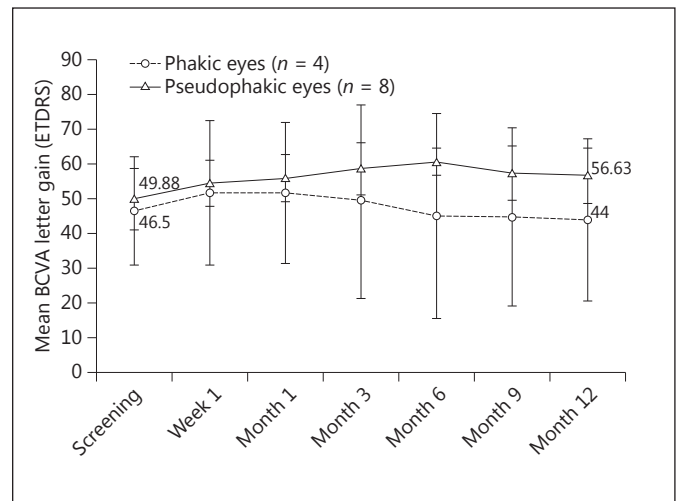 Mean BCVA letter gain (ETDRS)
90
80
70
60
50
40
30
20
10
0
Phakic eyes (n = 4)
Pseudophakic eyes (n = 8)
49.88
46.5
56.63
44
Screening
Week 1
Month 1
Month 3
Month 6
Month 9
Month 12